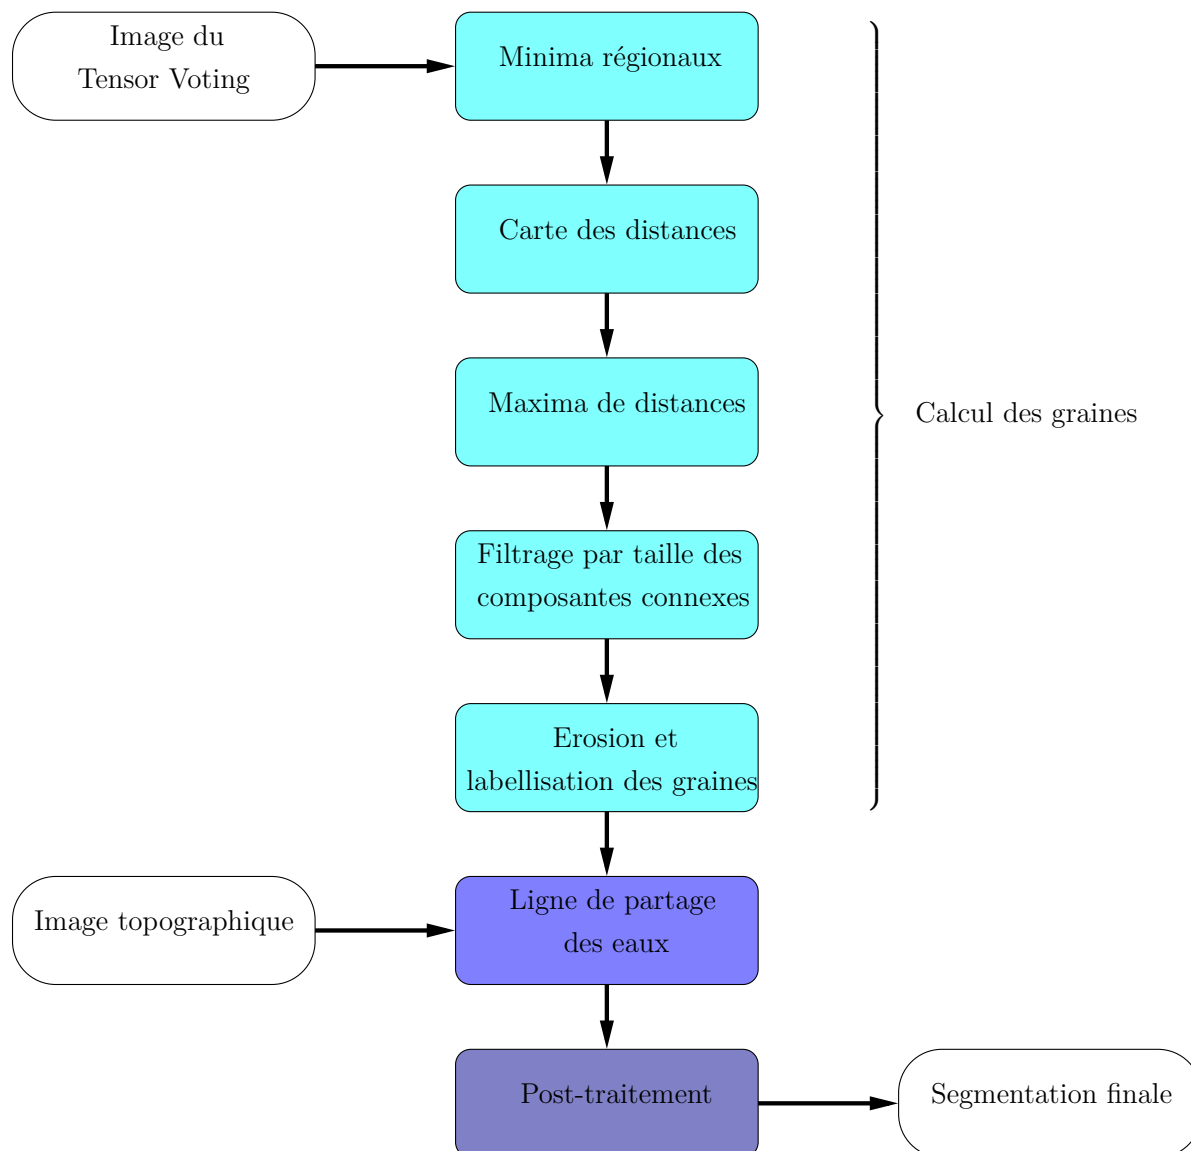 Image du
Tensor Voting
Minima régionaux
Carte des distances
Maxima de distances
Calcul des graines
Filtrage par taille des
composantes connexes
Erosion et
labellisation des graines
Image topographique
Ligne de partage
des eaux
Post-traitement
Segmentation finale